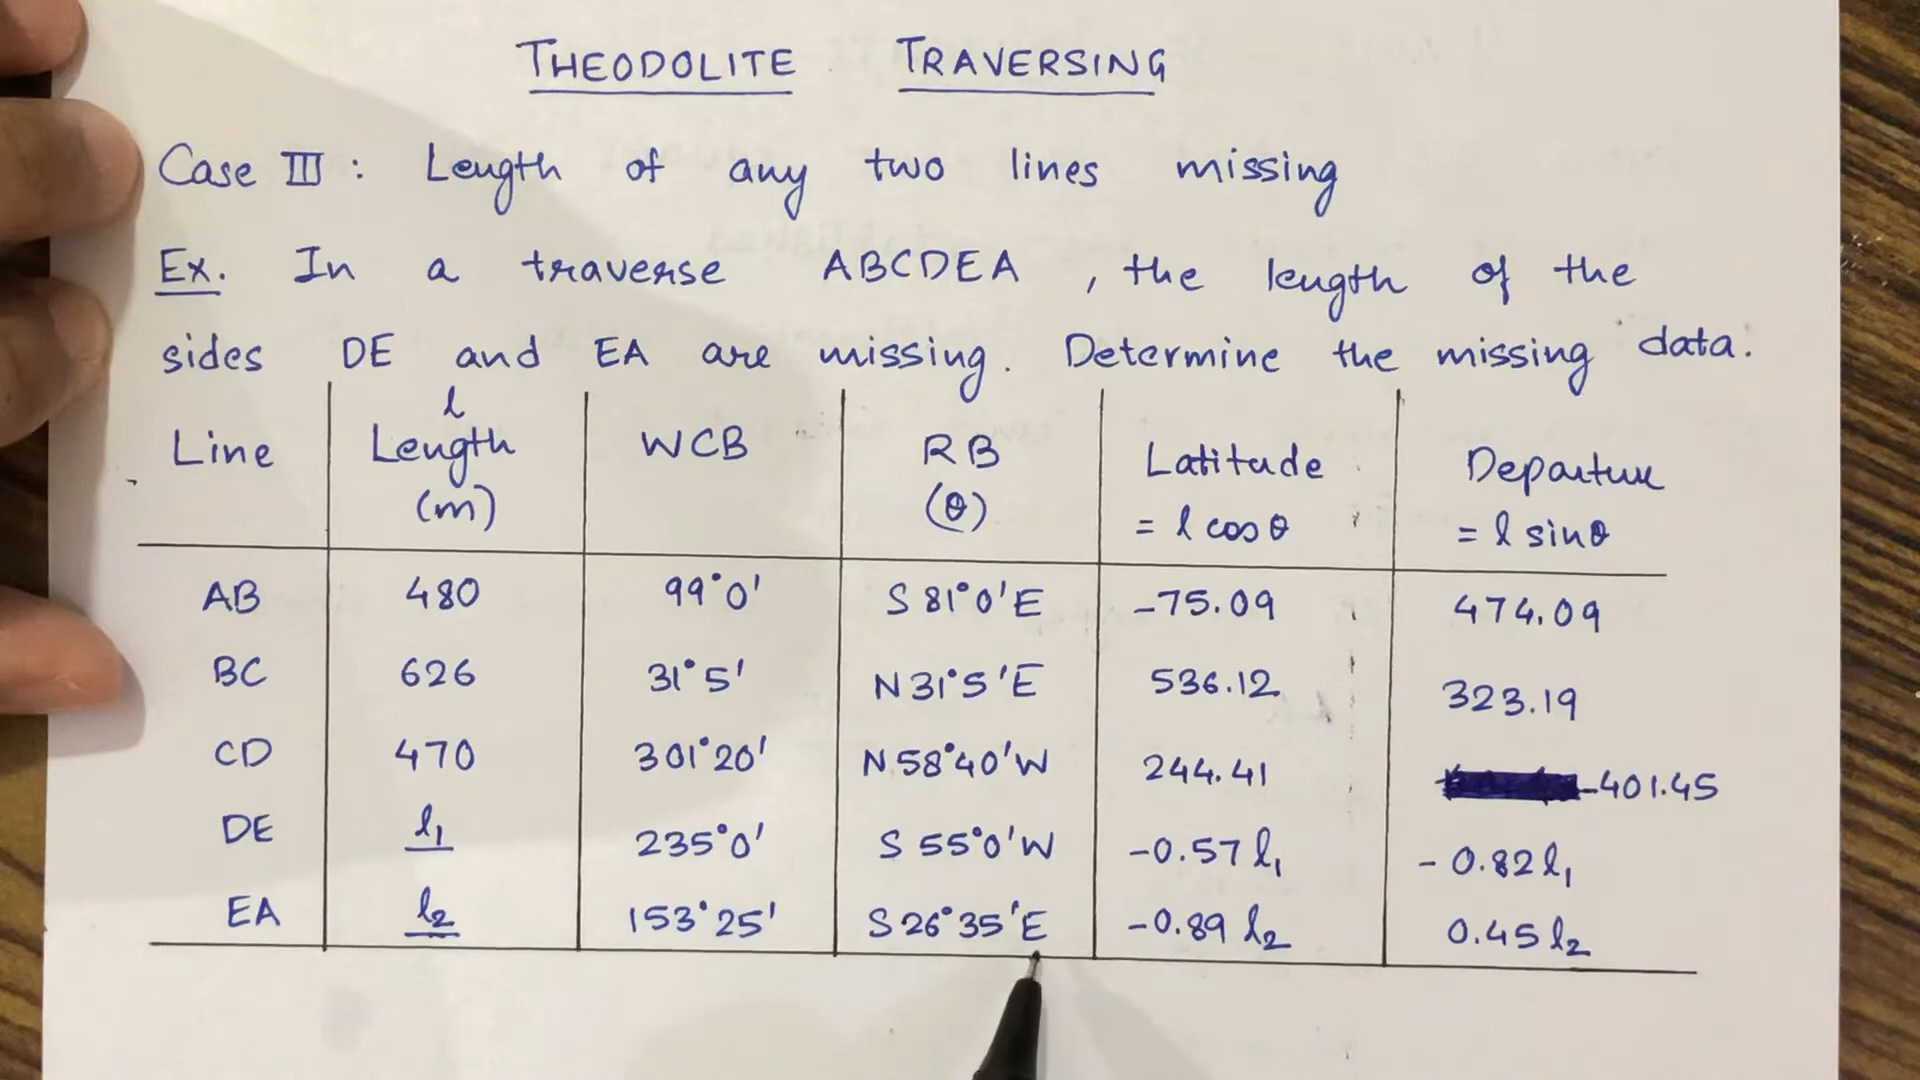 THEODOLITE TRAVERSING
Case III : Length of any two lines missing
Ex. In a traverse ABCDEA , the length of the
sides DE and EA are missing. Determine the missing data.
Line l Length (m) WCB RB (θ) Latitude = l cos θ Departure = l sin θ
AB 480 99°0' S 81°0' E -75.09 474.09
BC 626 31°5' N 31°5' E 536.12 323.19
CD 470 301°20' N 58°40' W 244.41 -401.45
DE l₁ 235°0' S 55°0' W -0.57 l₁ - 0.82 l₁
EA l₂ 153°25' S 26°35' E -0.89 l₂ 0.45 l₂